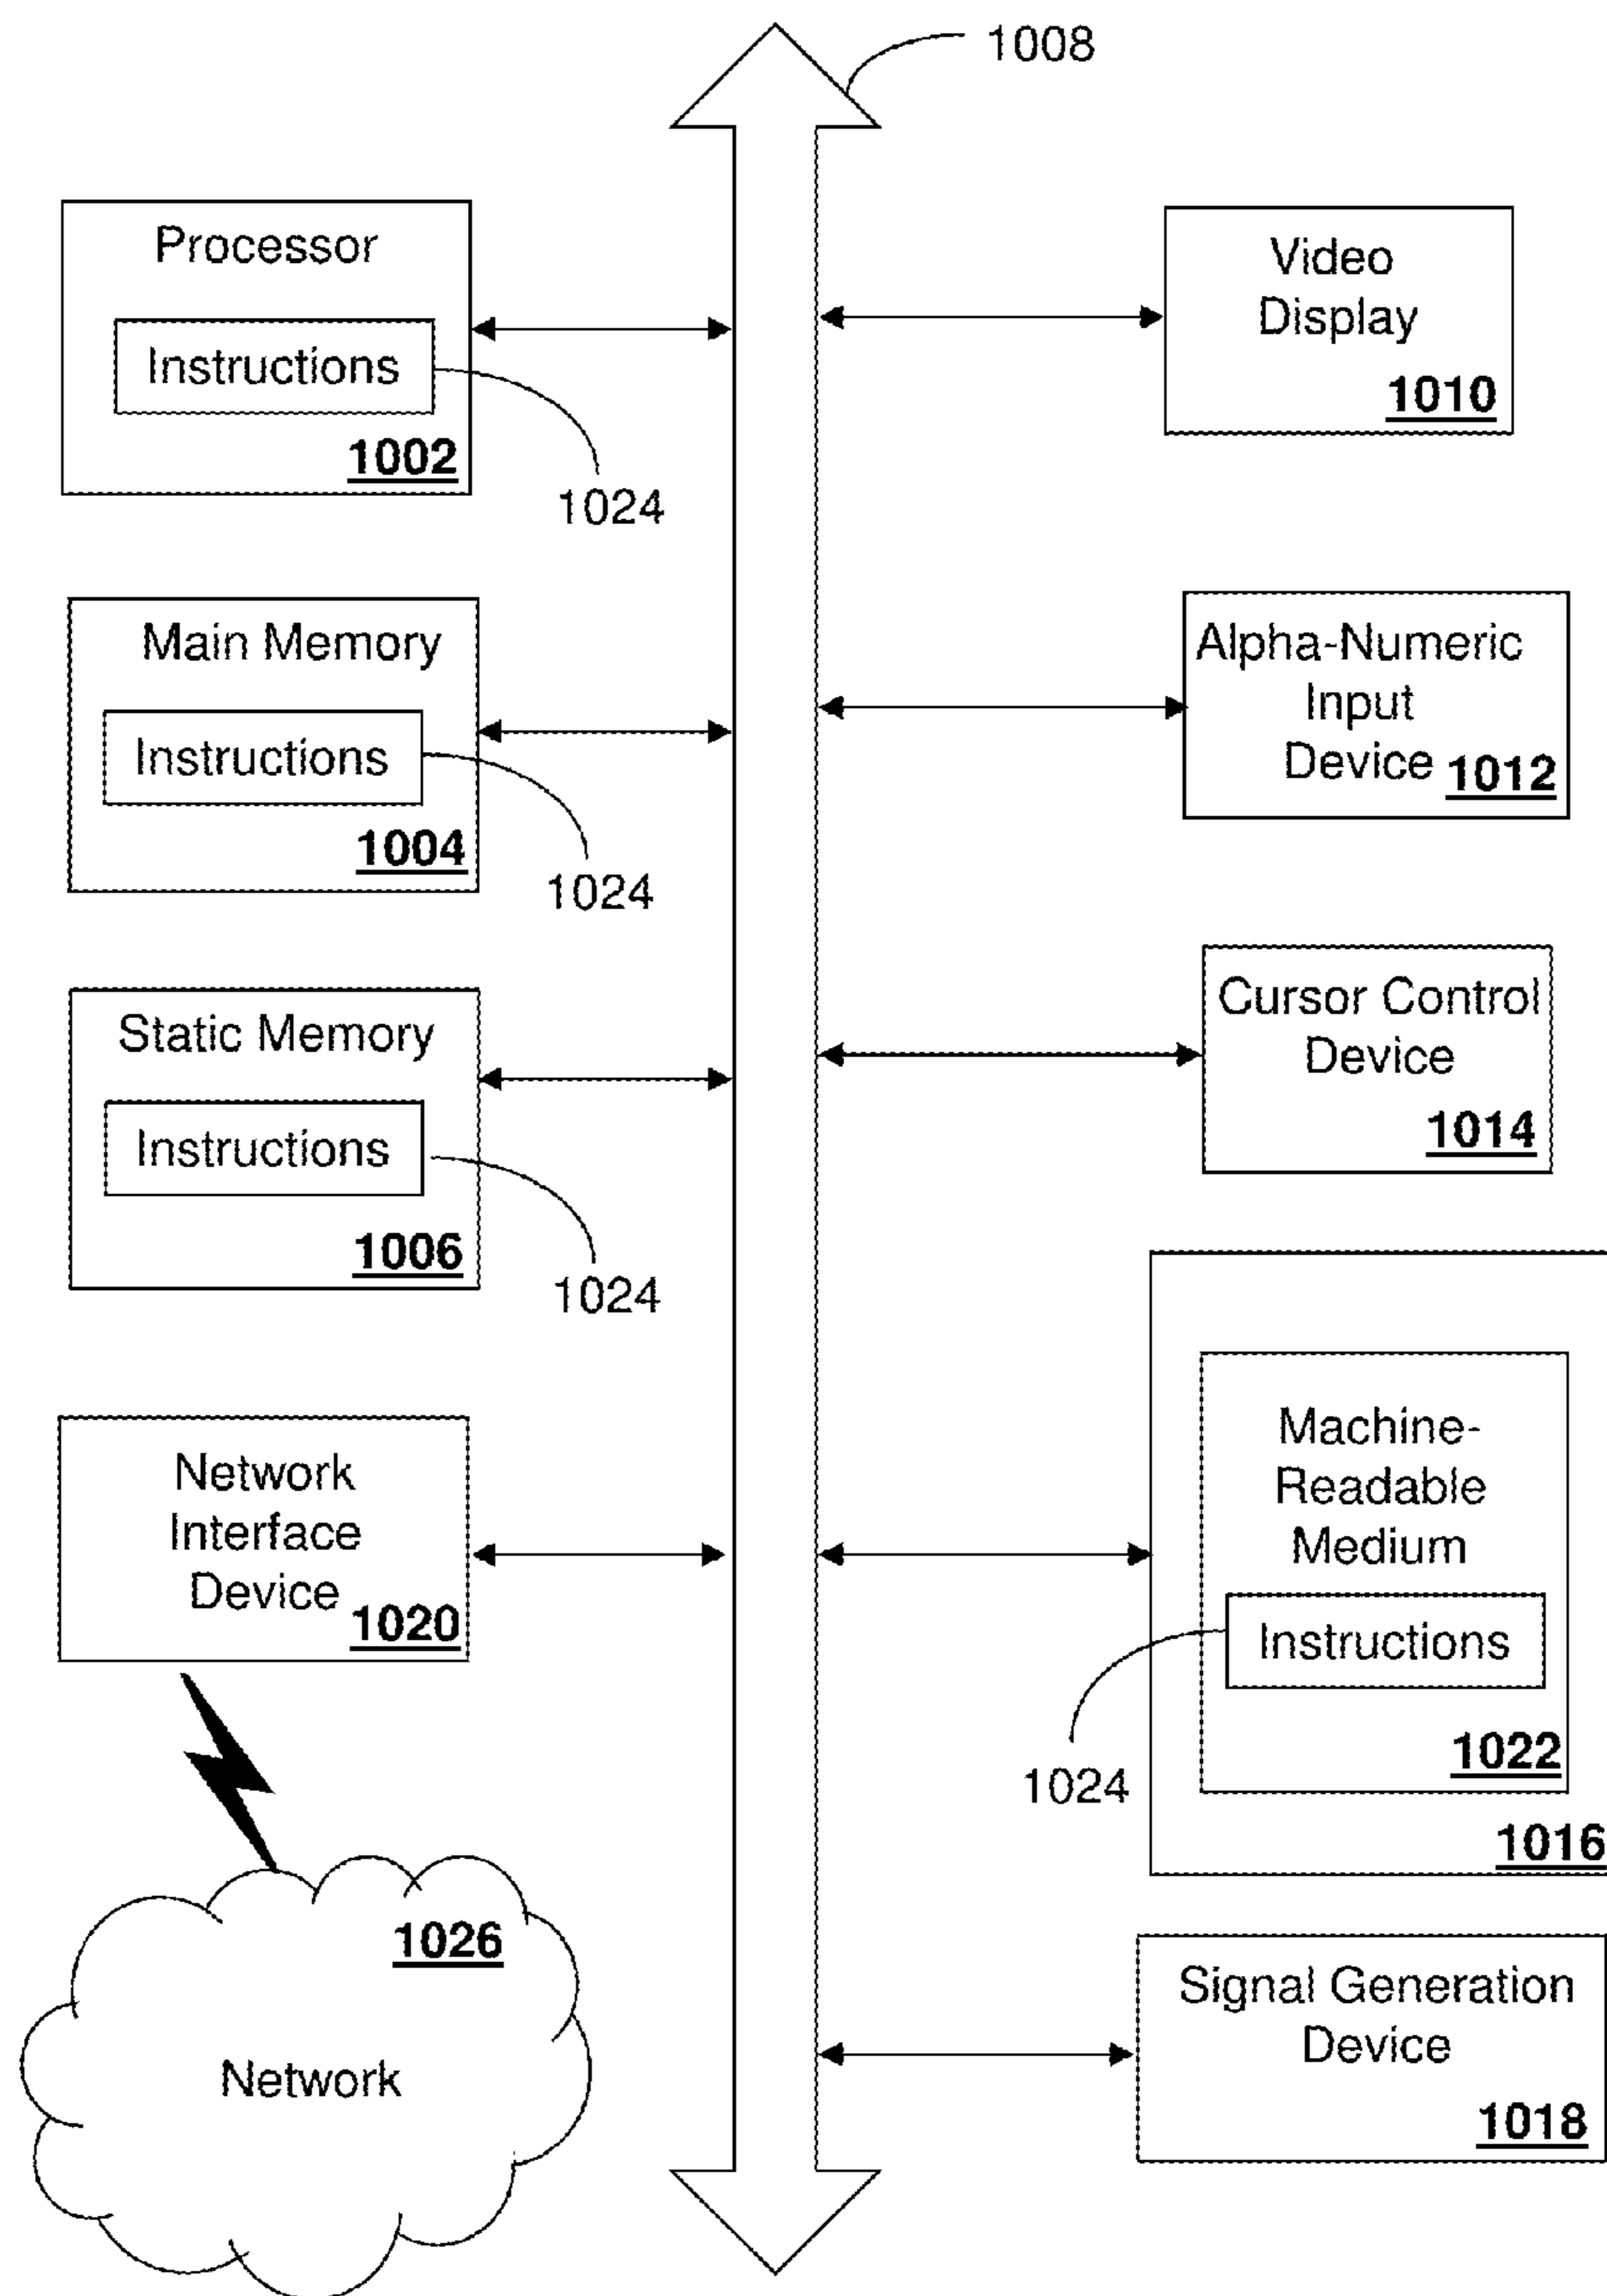 1008
Processor
Instructions
1002
1024
Main Memory
Instructions
1004
1024
Static Memory
Instructions
1006
1024
Network
Interface
Device
1020
1026
Network
Video
Display
1010
Alpha-Numeric
Input
Device 1012
Cursor Control
Device
1014
Machine-
Readable
Medium
Instructions
1022
1024
1016
Signal Generation
Device
1018